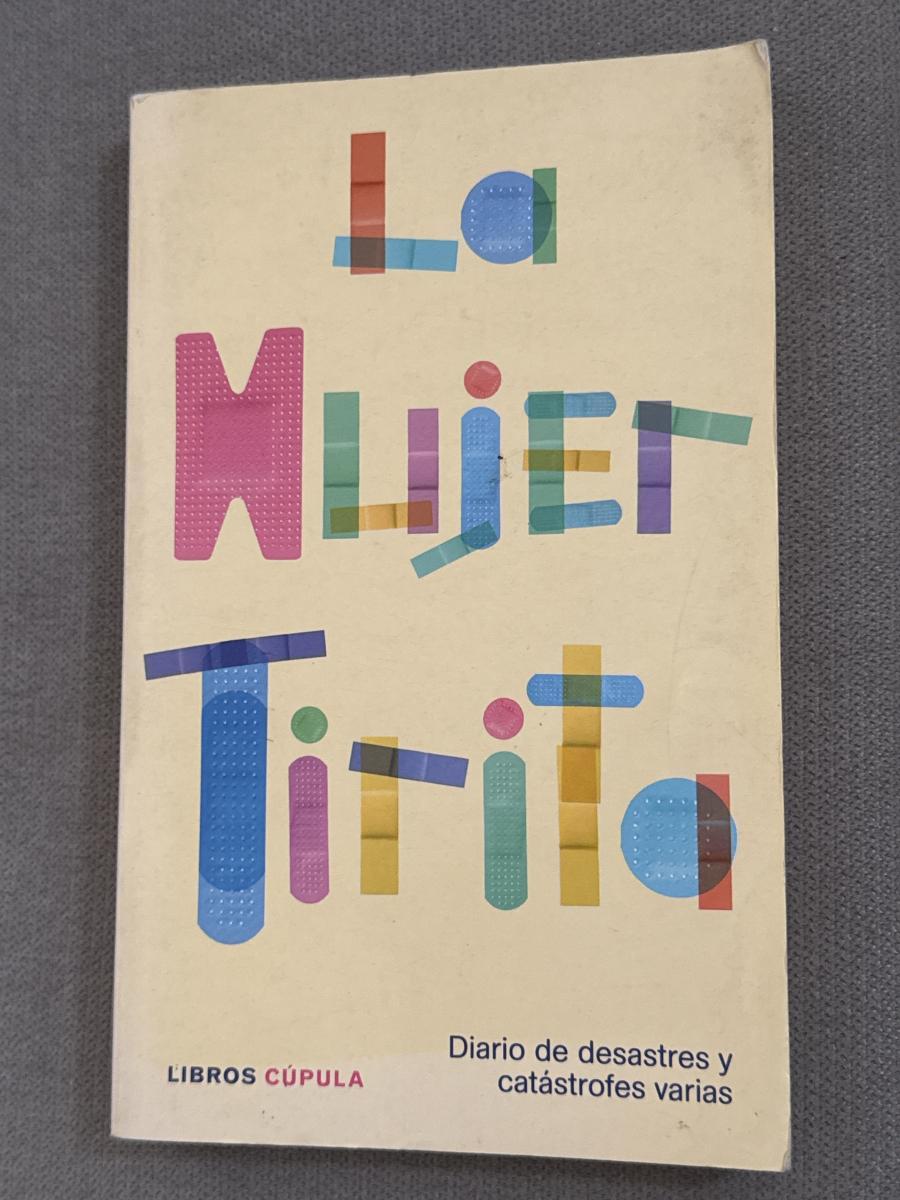 La
MujEr
Tirita
Diario de desastres y
catástrofes varias
LIBROS CÚPULA